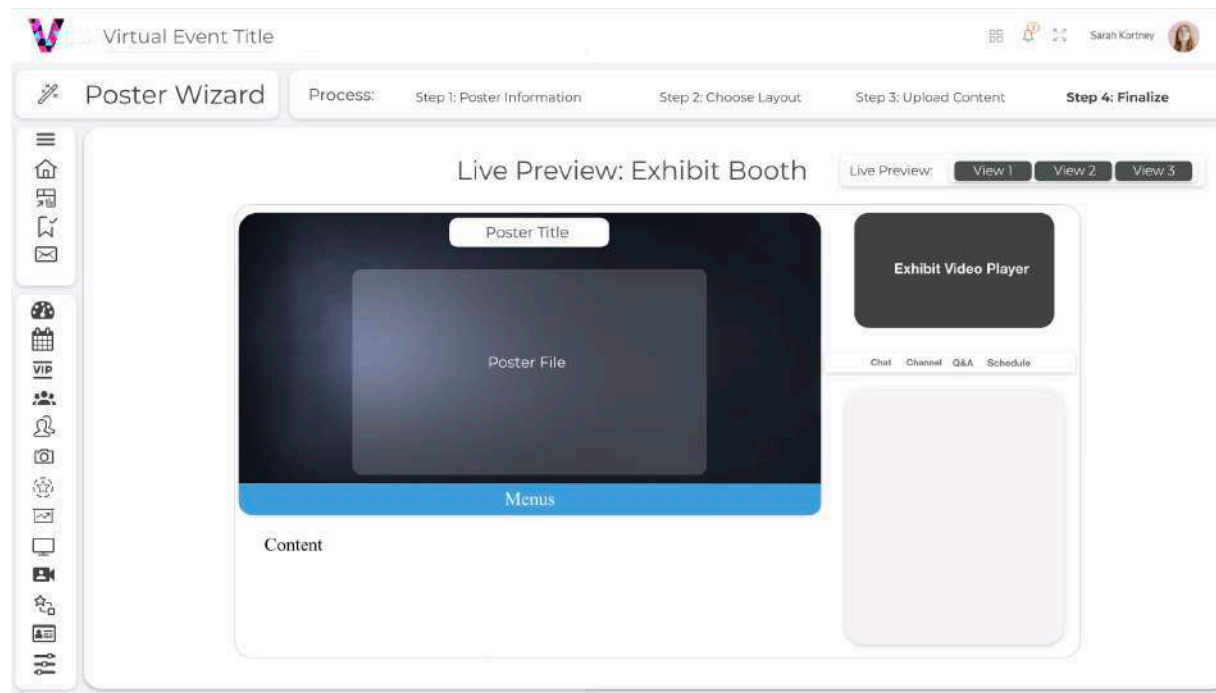 Virtual Event Title
Sarah Kortney
Poster Wizard
Process: Step 1: Poster Information Step 2: Choose Layout Step 3: Upload Content Step 4: Finalize
Live Preview: Exhibit Booth
Live Preview: View 1 View 2 View 3
Poster Title
Exhibit Video Player
Poster File
Chat Channel Q&A Schedule
Menus
Content
VIP